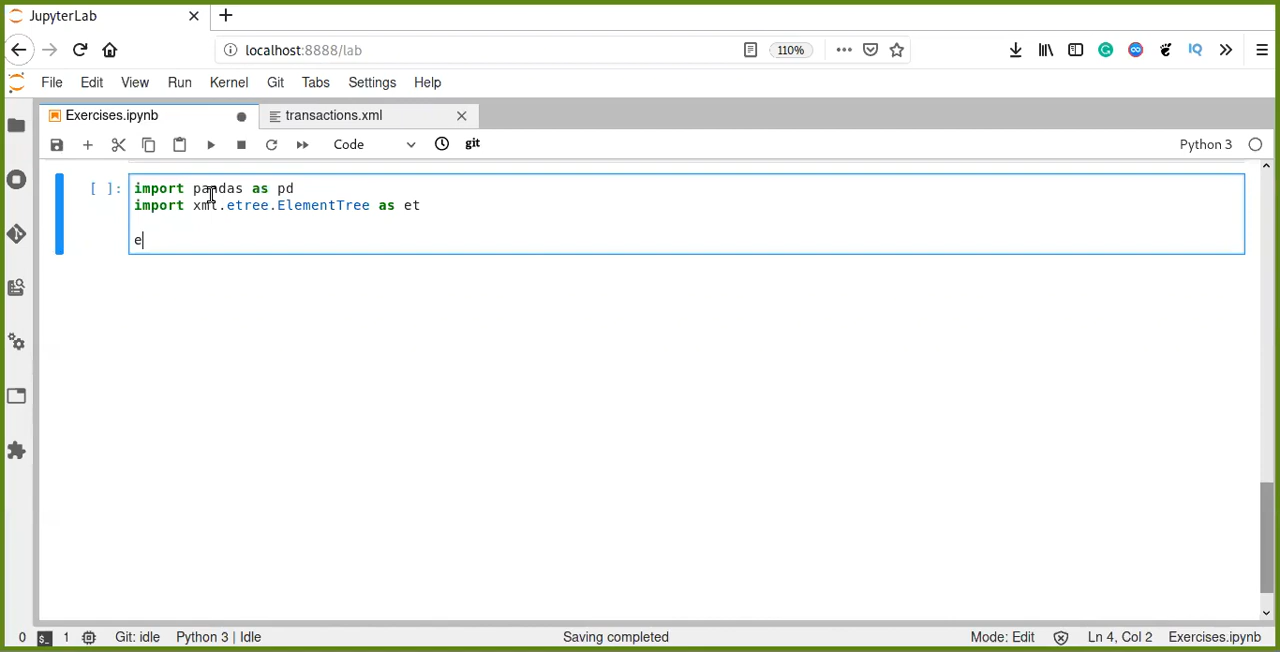 JupyterLab
localhost:8888/lab
110%
IQ
File Edit View Run Kernel Git Tabs Settings Help
Exercises.ipynb
transactions.xml
Code
git
Python 3
[ ]:
import pandas as pd
import xml.etree.ElementTree as et
e
0 $_ 1 Git: idle Python 3 | Idle Saving completed Mode: Edit Ln 4, Col 2 Exercises.ipynb